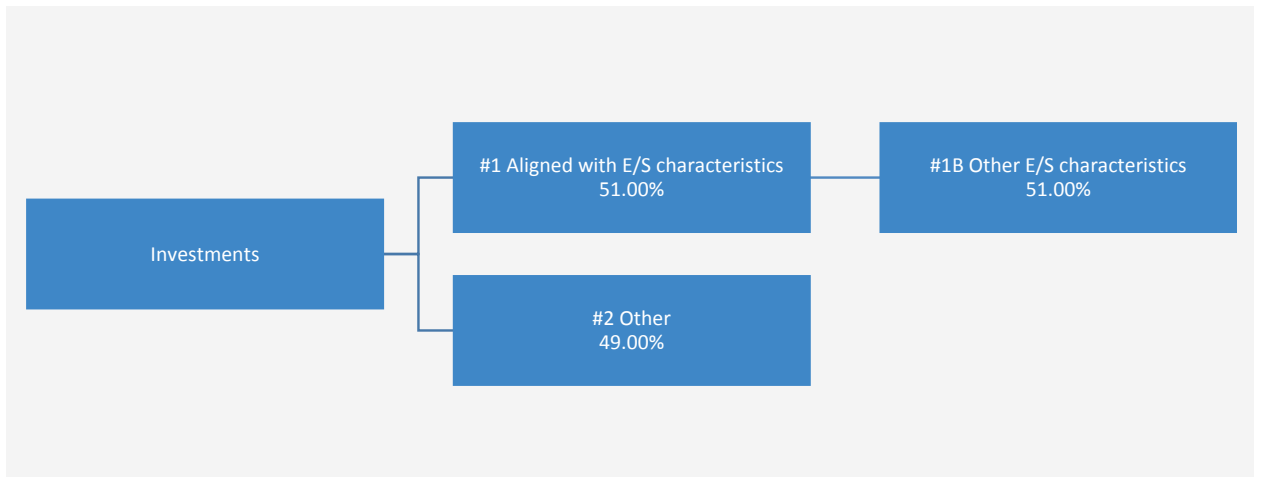 Investments
#1 Aligned with E/S characteristics
51.00%
#1B Other E/S characteristics
51.00%
#2 Other
49.00%